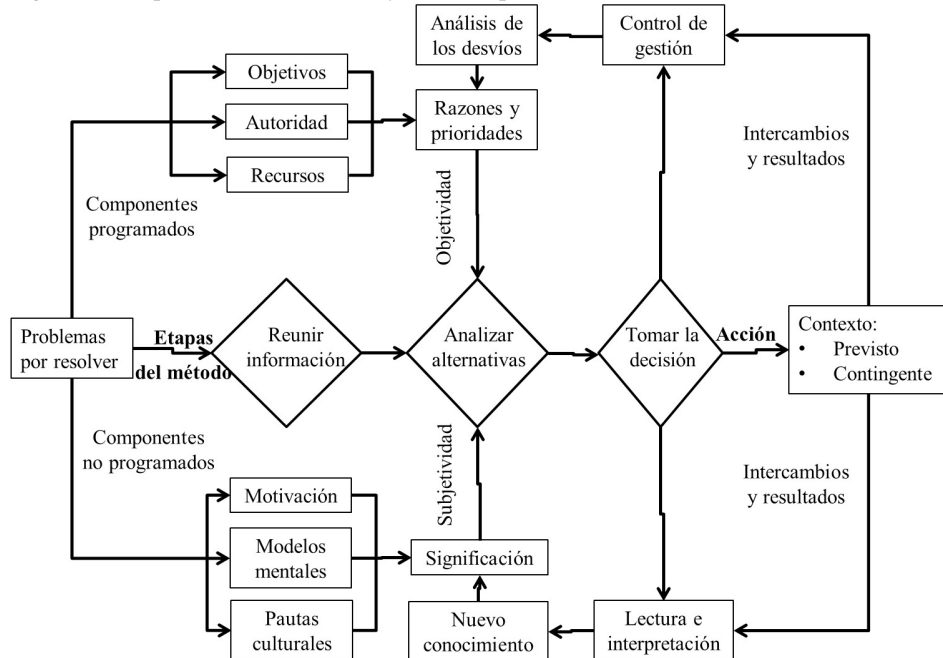 Análisis de
los desvíos
Control de
gestión
Objetivos
Autoridad
Recursos
Razones y
prioridades
Intercambios
y resultados
Componentes
programados
Objetividad
Problemas
por resolver
Etapas
del método
Reunir
información
Analizar
alternativas
Tomar la
decisión
Acción
Contexto:
• Previsto
• Contingente
Componentes
no programados
Subjetividad
Intercambios
y resultados
Motivación
Modelos
mentales
Pautas
culturales
Significación
Nuevo
conocimiento
Lectura e
interpretación